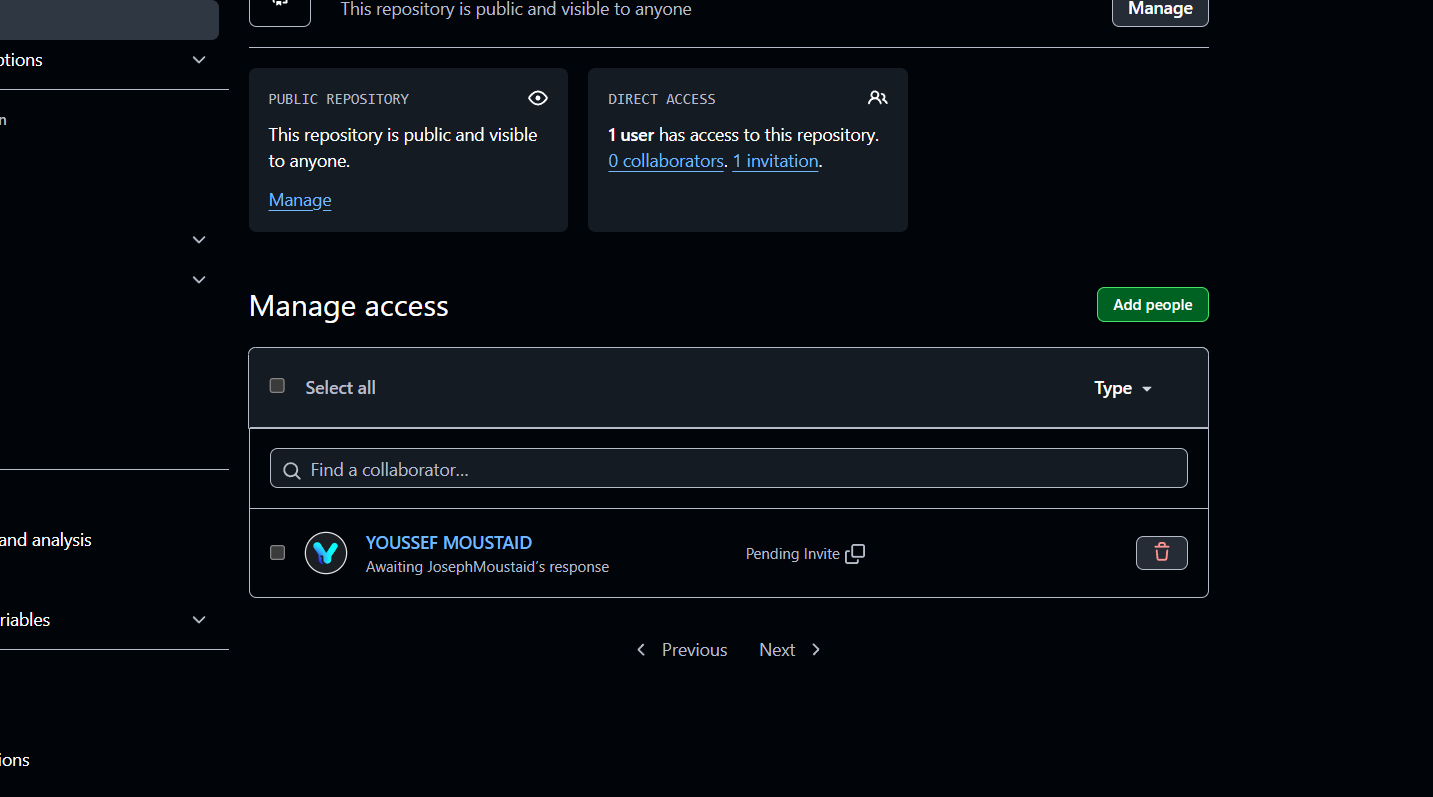 This repository is public and visible to anyone
Manage
ptions
n
PUBLIC REPOSITORY
This repository is public and visible
to anyone.
Manage
DIRECT ACCESS
1 user has access to this repository.
0 collaborators. 1 invitation.
Manage access
Add people
Select all
Type
Find a collaborator...
and analysis
YOUSSEF MOUSTAID
Awaiting JosephMoustaid's response
Pending Invite
riables
Previous
Next
ions